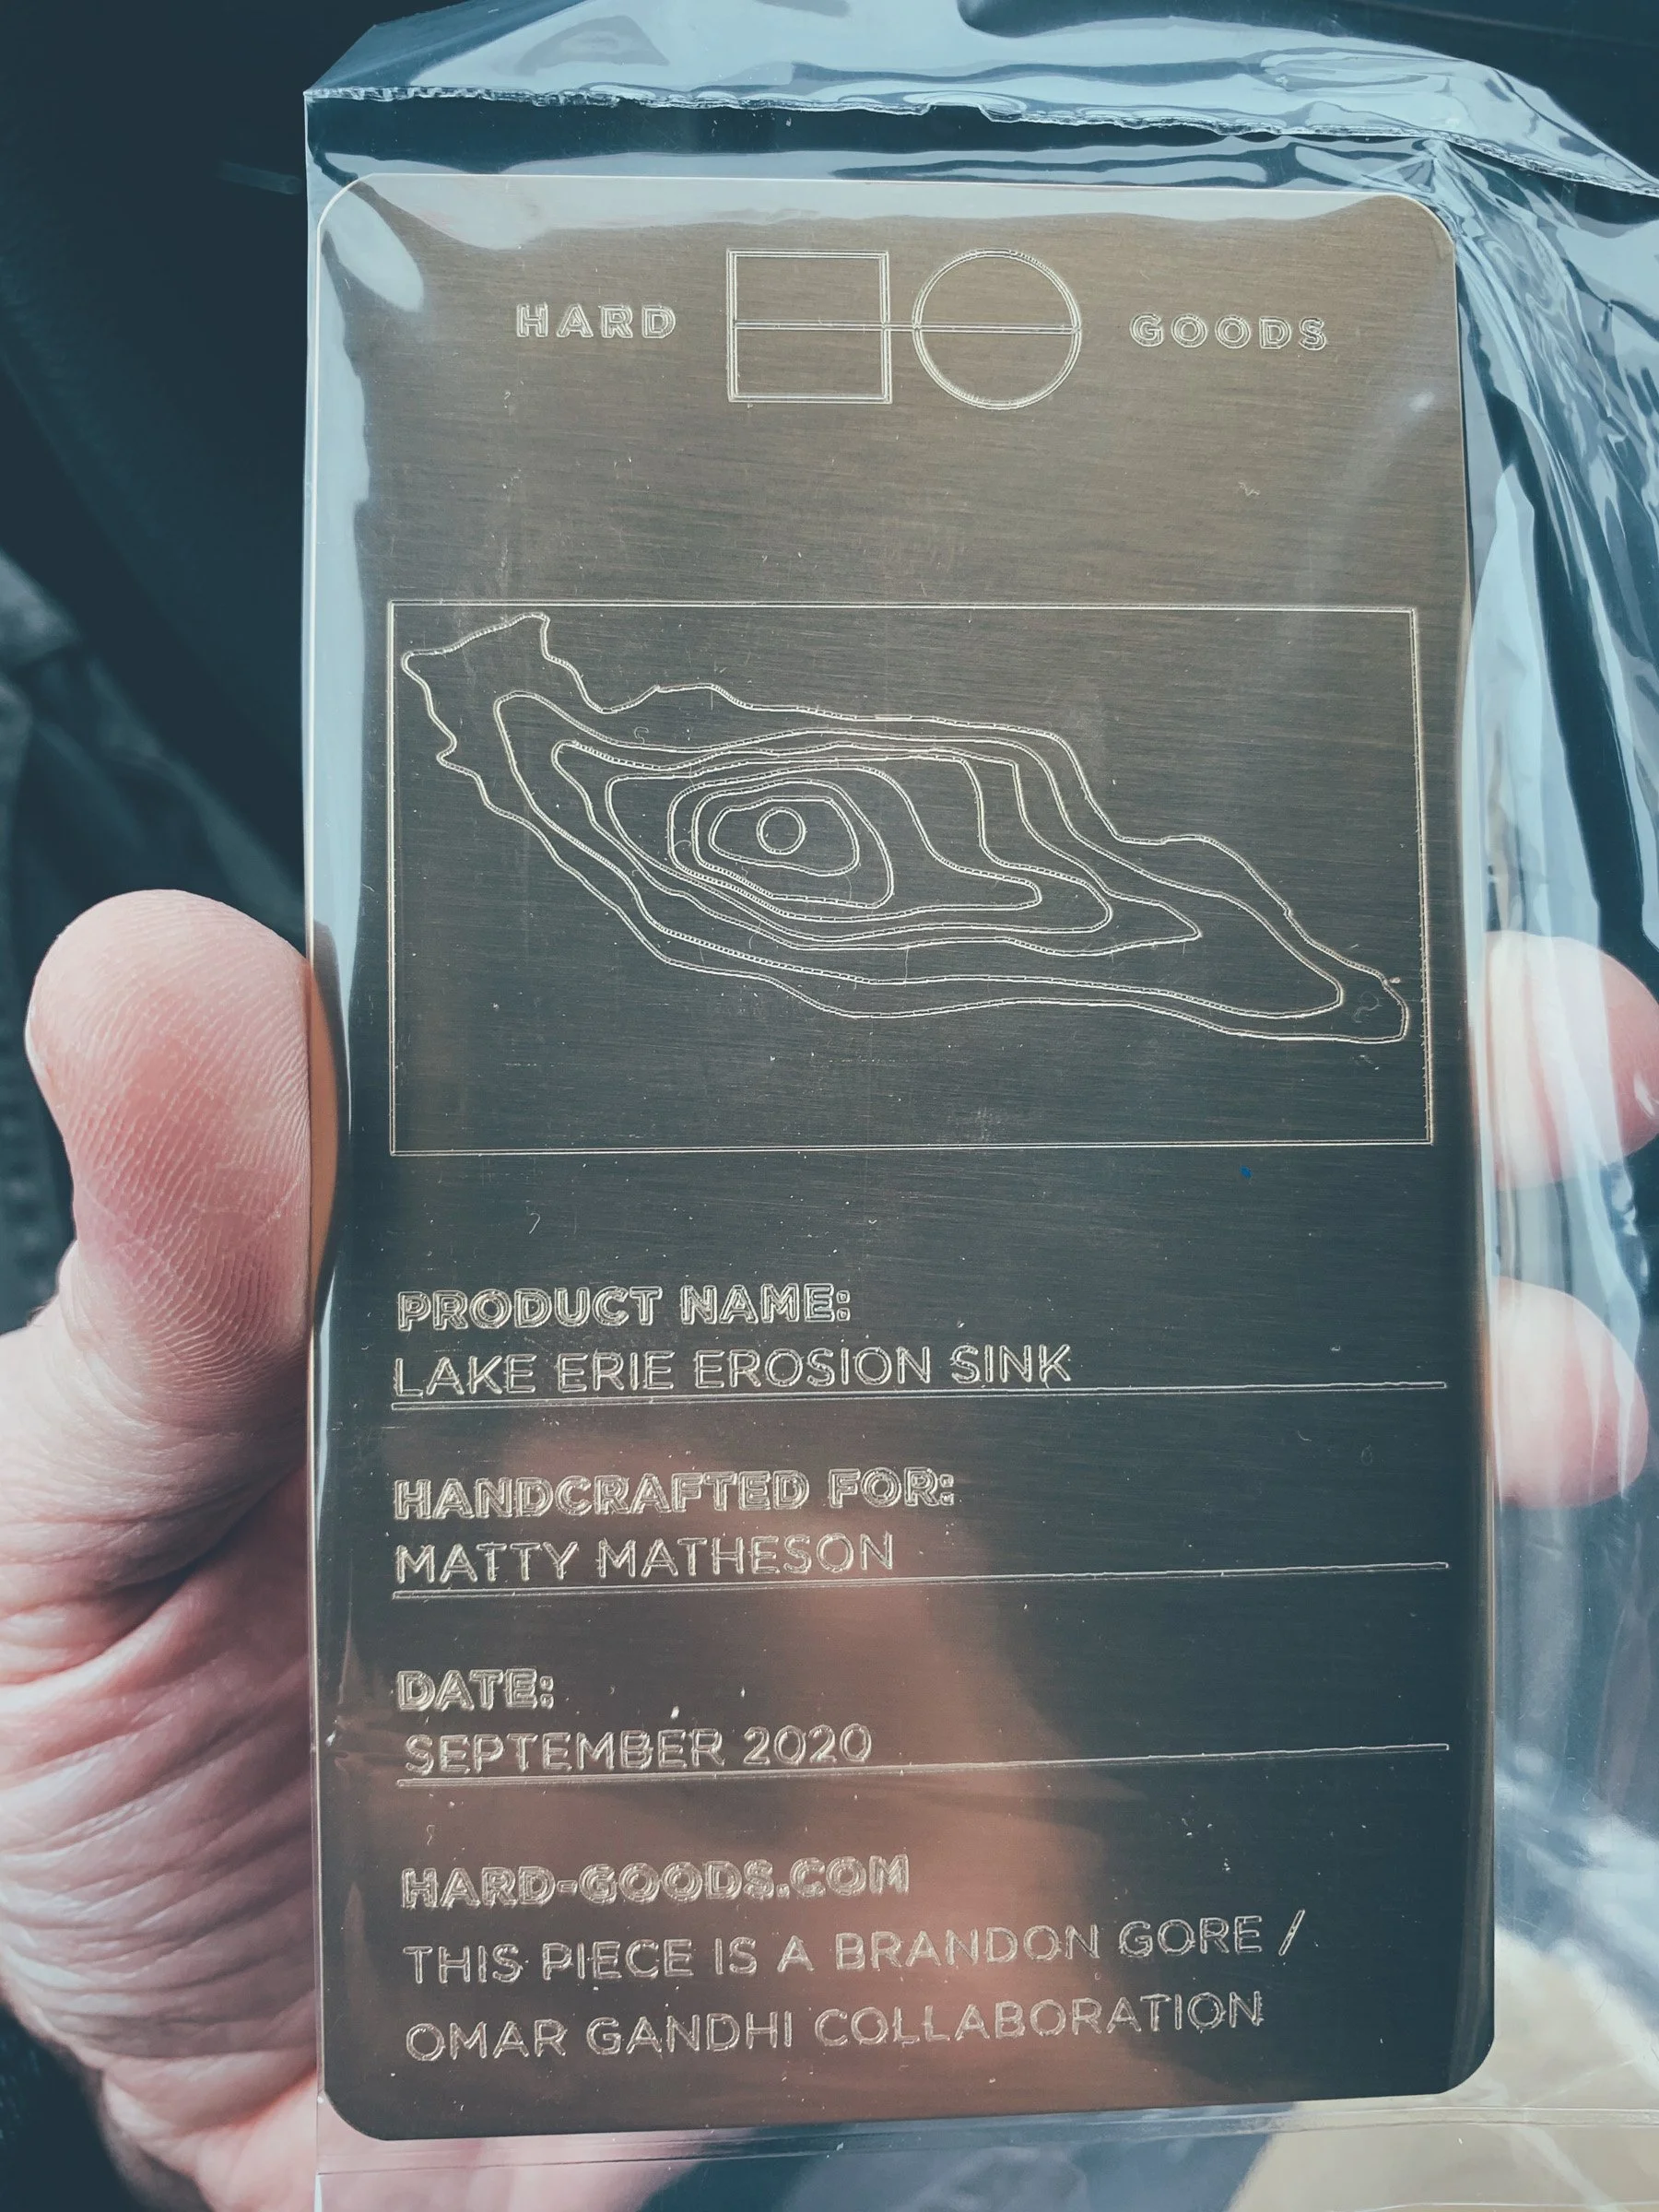 HARD GOODS
PRODUCT NAME:
LAKE ERIE EROSION SINK
HANDCRAFTED FOR:
MATTY MATHESON
DATE:
SEPTEMBER 2020
HARD-GOODS.COM
THIS PIECE IS A BRANDON GORE /
OMAR GANDHI COLLABORATION